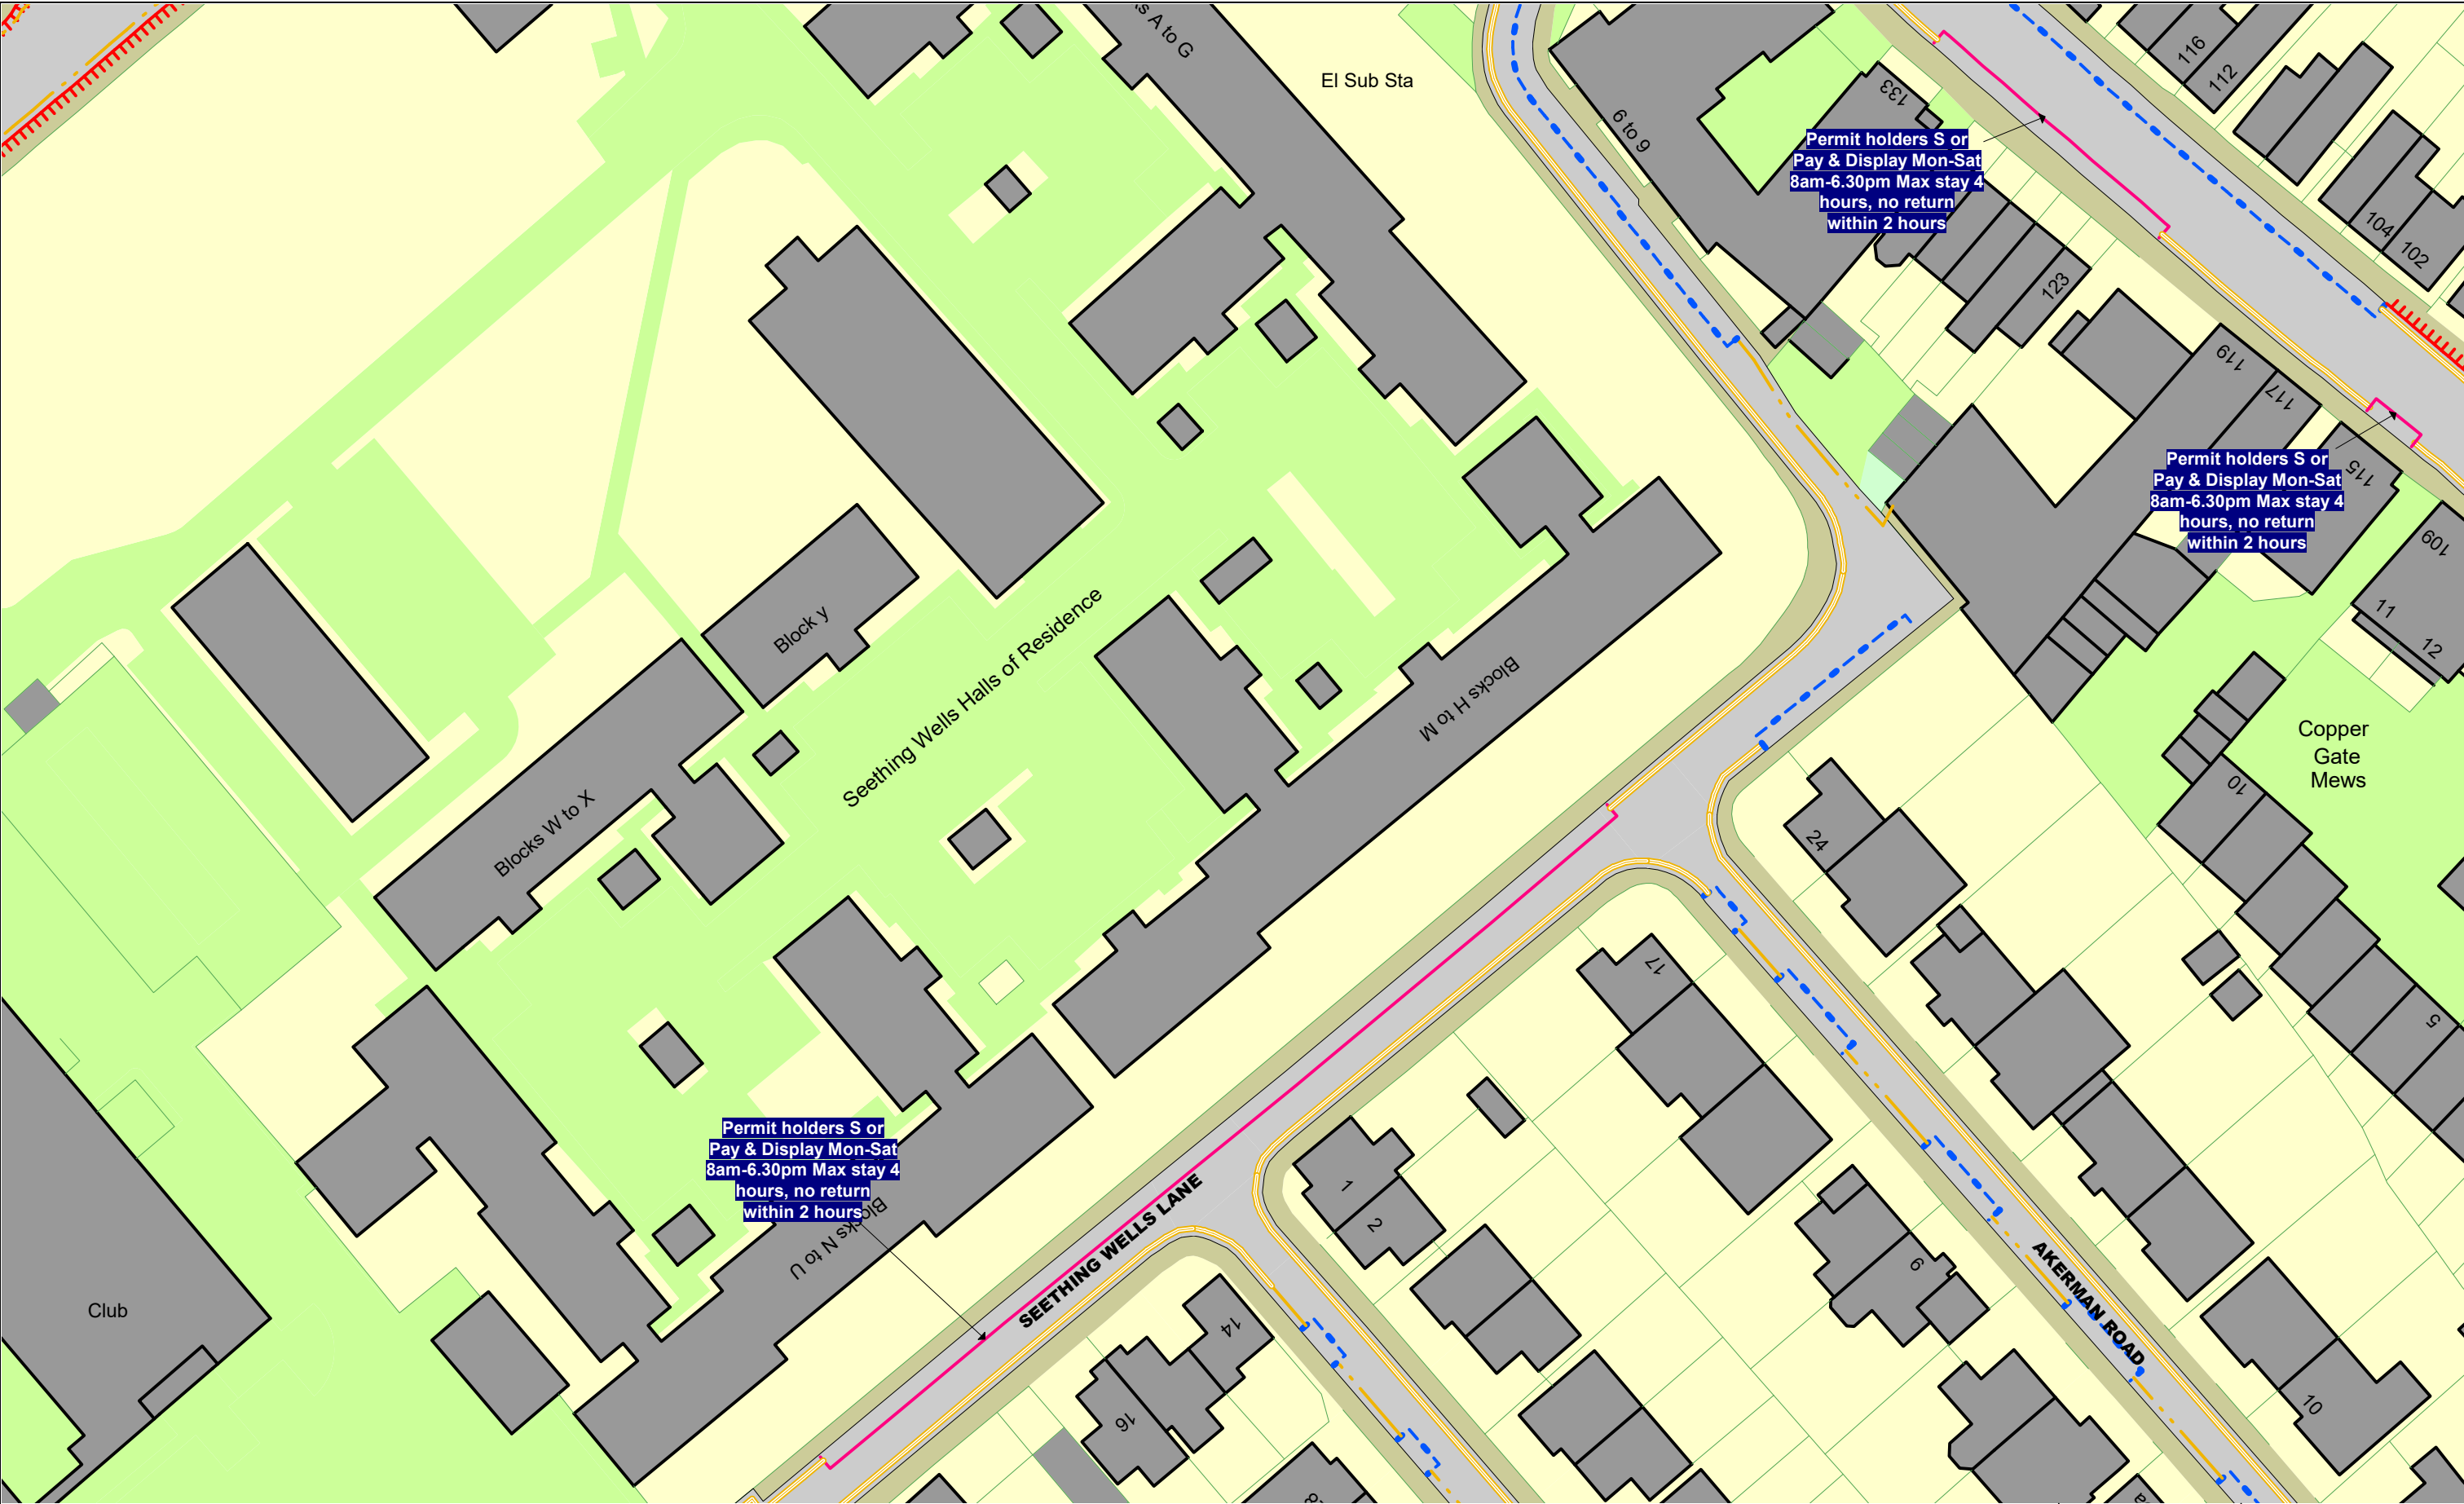 s A to G
El Sub Sta
6 to 9
133
116
112
Permit holders S or
Pay & Display Mon-Sat
8am-6.30pm Max stay 4
hours, no return
within 2 hours
104
102
123
119
117
115
Permit holders S or
Pay & Display Mon-Sat
8am-6.30pm Max stay 4
hours, no return
within 2 hours
109
11
12
Block y
Seething Wells Halls of Residence
Blocks H to M
Copper
Gate
Mews
10
24
Blocks W to X
17
5
Permit holders S or
Pay & Display Mon-Sat
8am-6.30pm Max stay 4
hours, no return
within 2 hours
Blocks N to U
SEETHING WELLS LANE
1
2
AKERMAN ROAD
Club
14
16
10